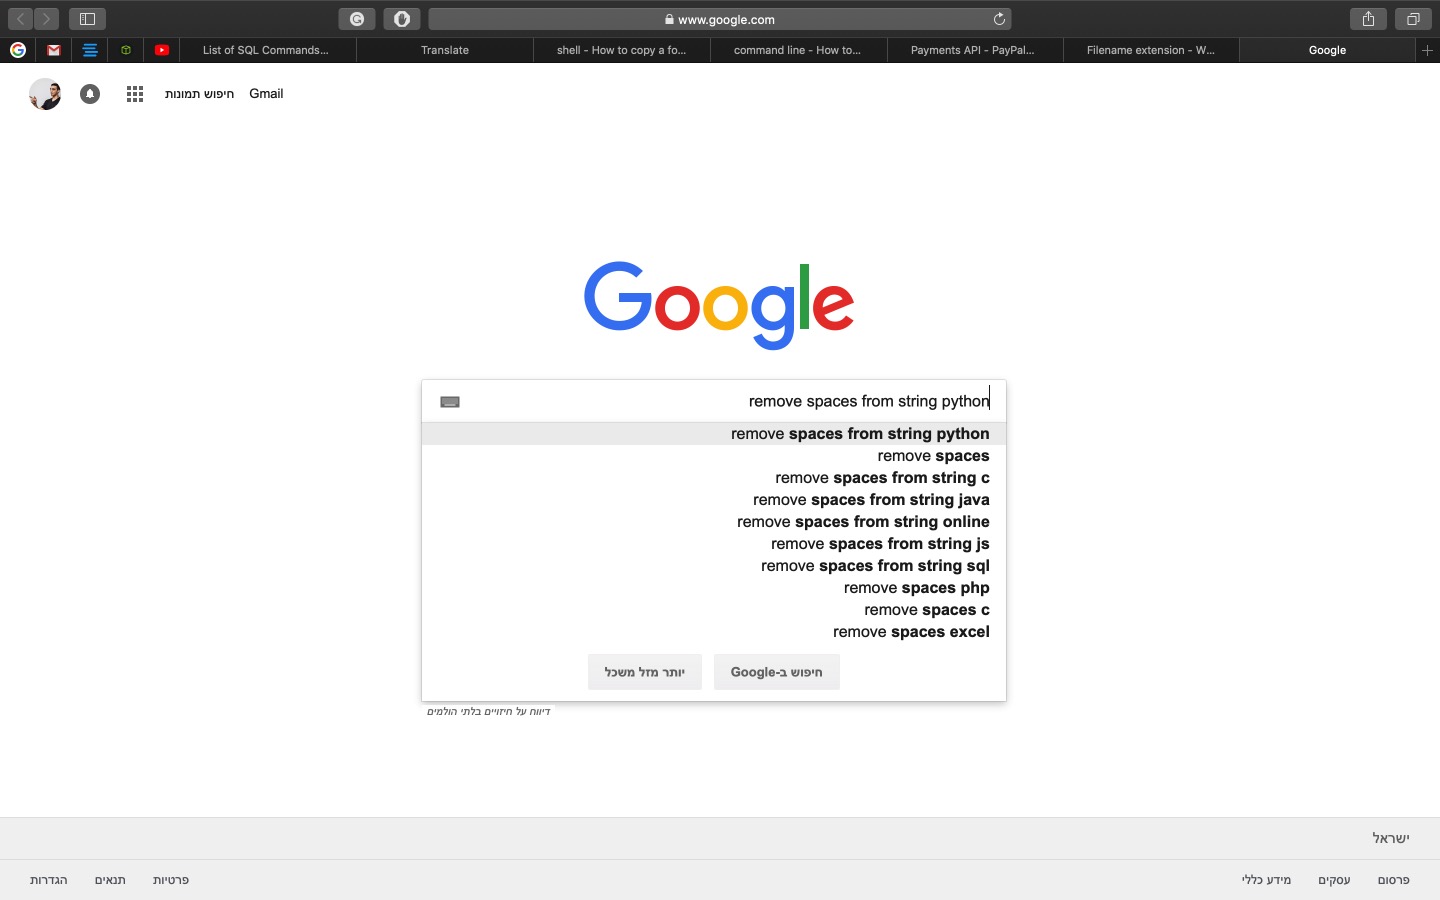 www.google.com
List of SQL Commands...
Translate
shell - How to copy a fo...
command line - How to...
Payments API - PayPal...
Filename extension - W...
Google
חיפוש תמונות
Gmail
Google
remove spaces from string python
remove spaces from string python
remove spaces
remove spaces from string c
remove spaces from string java
remove spaces from string online
remove spaces from string js
remove spaces from string sql
remove spaces php
remove spaces c
remove spaces excel
חיפוש ב-Google
יותר מזל משכל
דיווח על חיזויים בלתי הולמים
ישראל
פרסום
עסקים
מידע כללי
פרטיות
תנאים
הגדרות